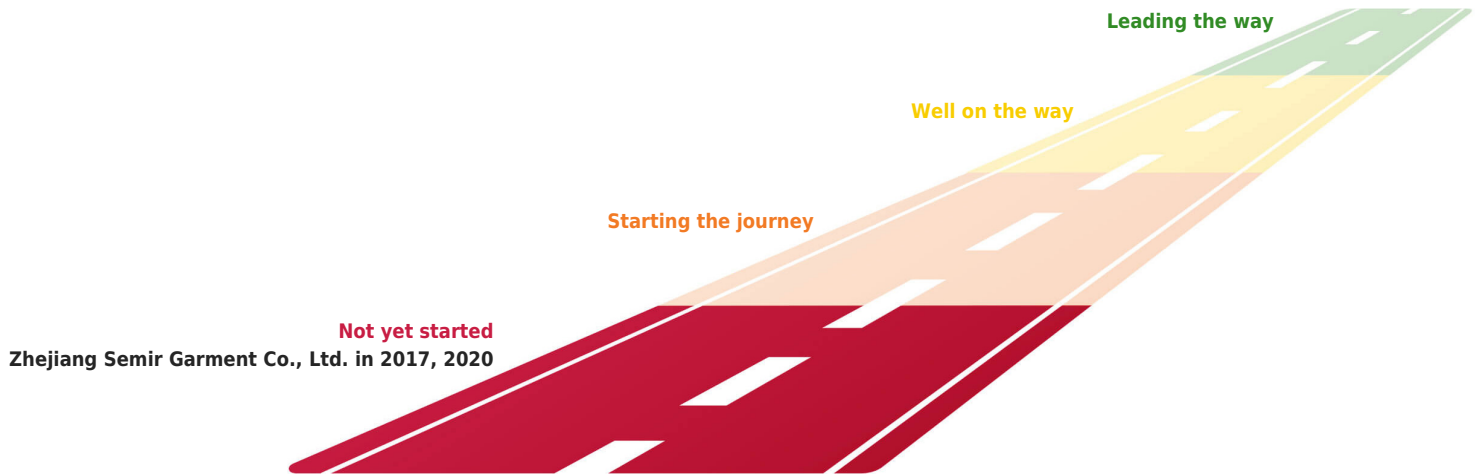 Leading the way
Well on the way
Starting the journey
Not yet started
Zhejiang Semir Garment Co., Ltd. in 2017, 2020